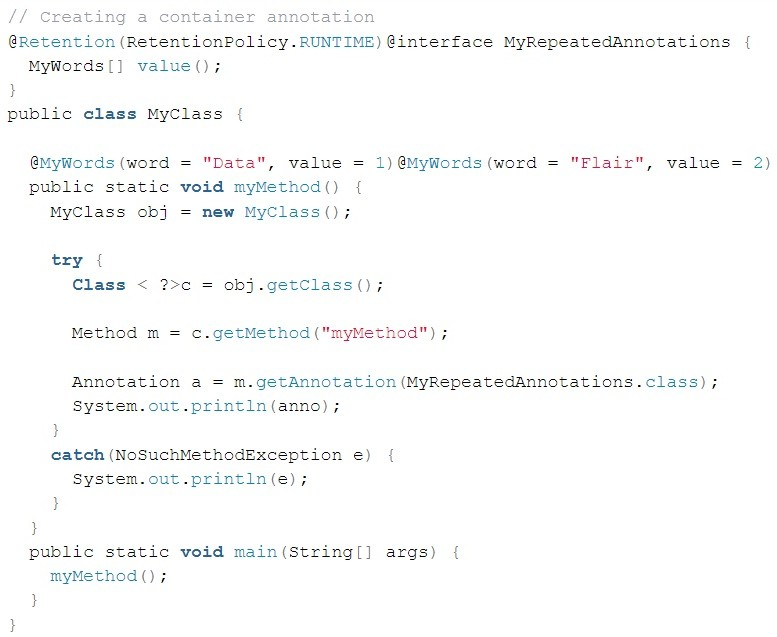 // Creating a container annotation
@Retention(RetentionPolicy.RUNTIME)@interface MyRepeatedAnnotations {
  MyWords[] value();
}
public class MyClass {

  @MyWords(word = "Data", value = 1)@MyWords(word = "Flair", value = 2)
  public static void myMethod() {
    MyClass obj = new MyClass();

    try {
      Class < ?>c = obj.getClass();

      Method m = c.getMethod("myMethod");

      Annotation a = m.getAnnotation(MyRepeatedAnnotations.class);
      System.out.println(anno);
    }
    catch(NoSuchMethodException e) {
      System.out.println(e);
    }
  }
  public static void main(String[] args) {
    myMethod();
  }
}